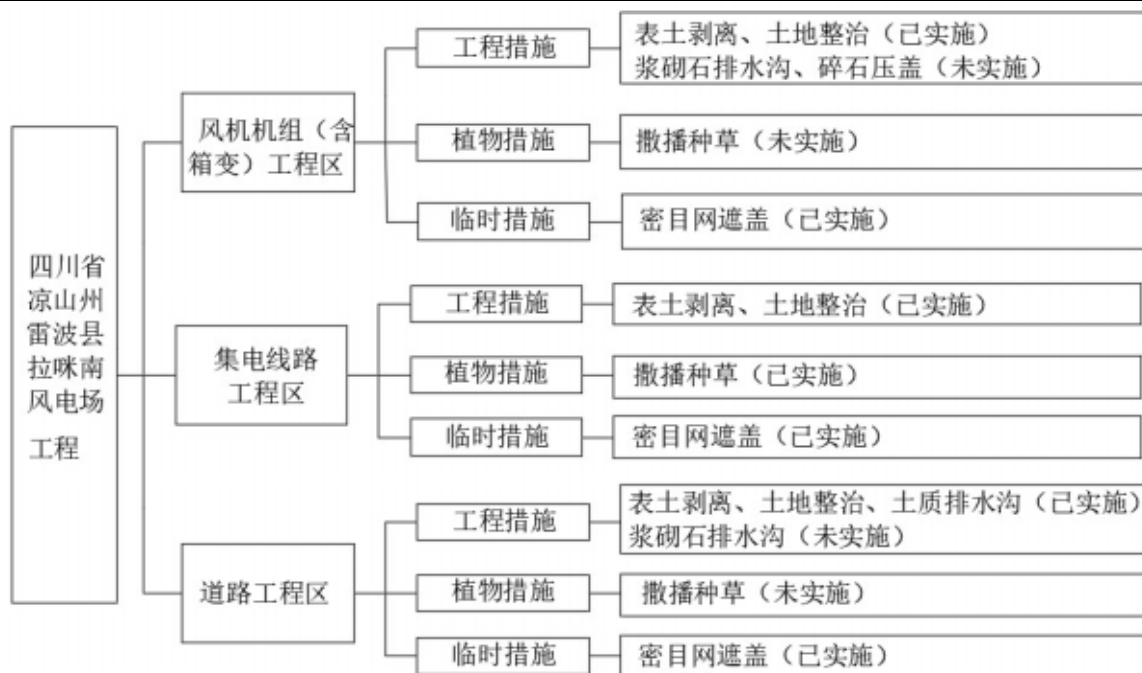 四川省
凉山州
雷波县
拉咪南
风电场
工程
风机机组（含
箱变）工程区
工程措施
表土剥离、土地整治（已实施）
浆砌石排水沟、碎石压盖（未实施）
植物措施
撒播种草（未实施）
临时措施
密目网遮盖（已实施）
集电线路
工程区
工程措施
表土剥离、土地整治（已实施）
植物措施
撒播种草（已实施）
临时措施
密目网遮盖（已实施）
道路工程区
工程措施
表土剥离、土地整治、土质排水沟（已实施）
浆砌石排水沟（未实施）
植物措施
撒播种草（未实施）
临时措施
密目网遮盖（已实施）